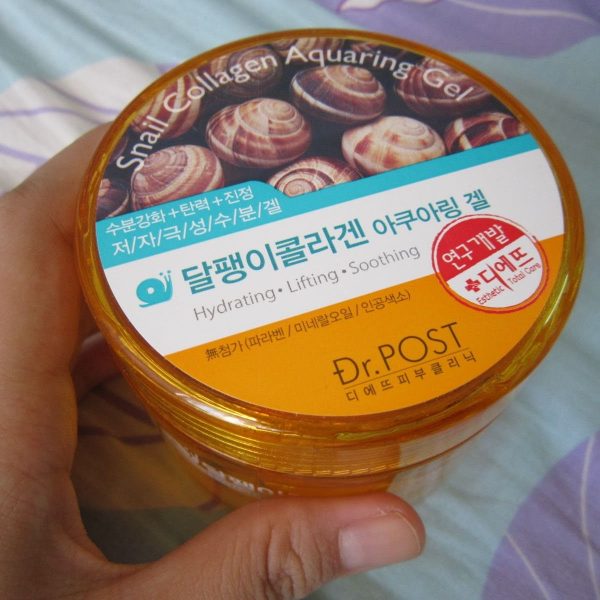 Snail Collagen Aquaring Gel
수분강화+탄력+진정
저/자/극/성/수/분/겔
달팽이콜라겐 아쿠아링 겔
Hydrating • Lifting • Soothing
연구개발
디에뜨
Esthetic Total Care
無첨가 (파라벤 / 미네랄오일 / 인공색소)
Ðr.POST
디에뜨피부클리닉